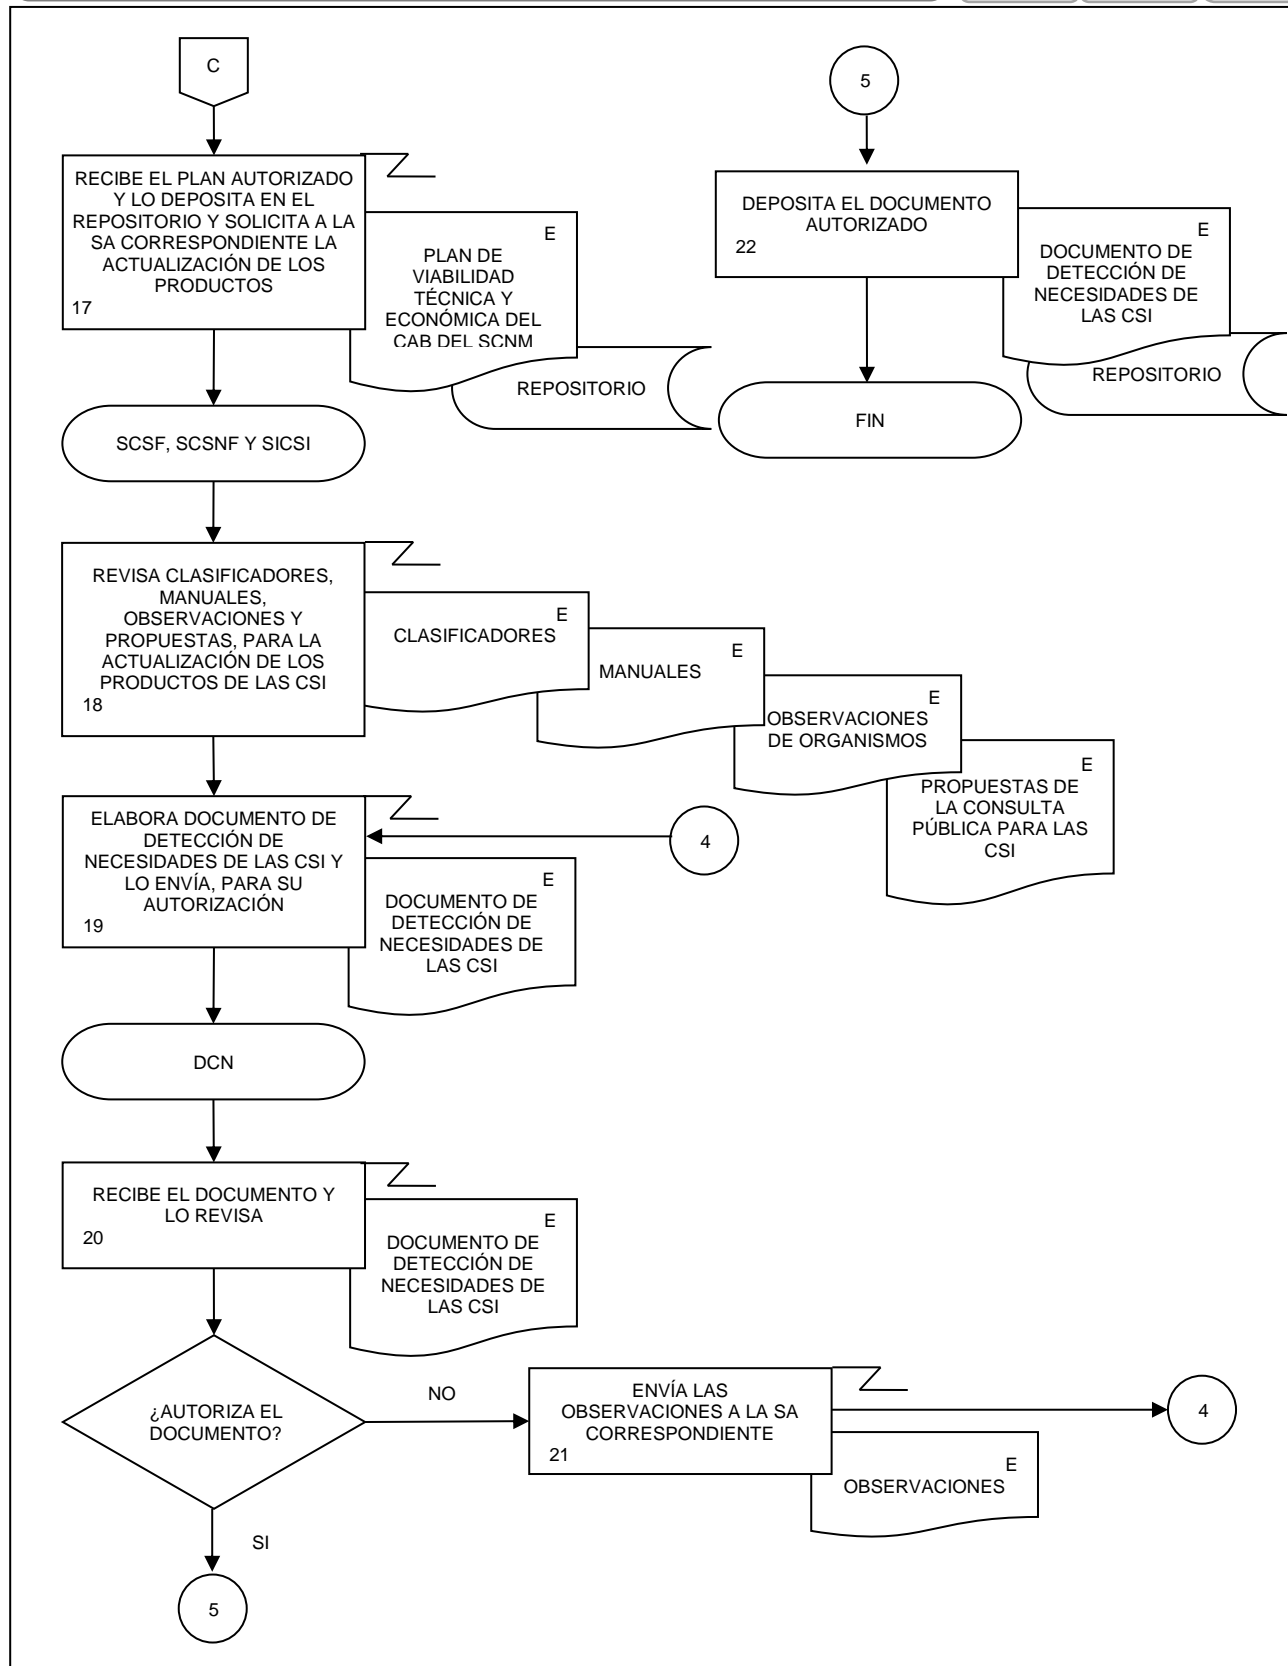 C
RECIBE EL PLAN AUTORIZADO
Y LO DEPOSITA EN EL
REPOSITORIO Y SOLICITA A LA
SA CORRESPONDIENTE LA
ACTUALIZACIÓN DE LOS
PRODUCTOS
17
E
PLAN DE
VIABILIDAD
TÉCNICA Y
ECONÓMICA DEL
CAB DEL SCNM
REPOSITORIO
SCSF, SCSNF Y SICSI
REVISA CLASIFICADORES,
MANUALES,
OBSERVACIONES Y
PROPUESTAS, PARA LA
ACTUALIZACIÓN DE LOS
PRODUCTOS DE LAS CSI
18
E
CLASIFICADORES
E
MANUALES
E
OBSERVACIONES
DE ORGANISMOS
E
PROPUESTAS DE
LA CONSULTA
PÚBLICA PARA LAS
CSI
ELABORA DOCUMENTO DE
DETECCIÓN DE
NECESIDADES DE LAS CSI Y
LO ENVÍA, PARA SU
AUTORIZACIÓN
19
4
E
DOCUMENTO DE
DETECCIÓN DE
NECESIDADES DE
LAS CSI
DCN
RECIBE EL DOCUMENTO Y
LO REVISA
20
E
DOCUMENTO DE
DETECCIÓN DE
NECESIDADES DE
LAS CSI
¿AUTORIZA EL
DOCUMENTO?
NO
ENVÍA LAS
OBSERVACIONES A LA SA
CORRESPONDIENTE
21
E
OBSERVACIONES
4
SI
5
5
DEPOSITA EL DOCUMENTO
AUTORIZADO
22
E
DOCUMENTO DE
DETECCIÓN DE
NECESIDADES DE
LAS CSI
REPOSITORIO
FIN